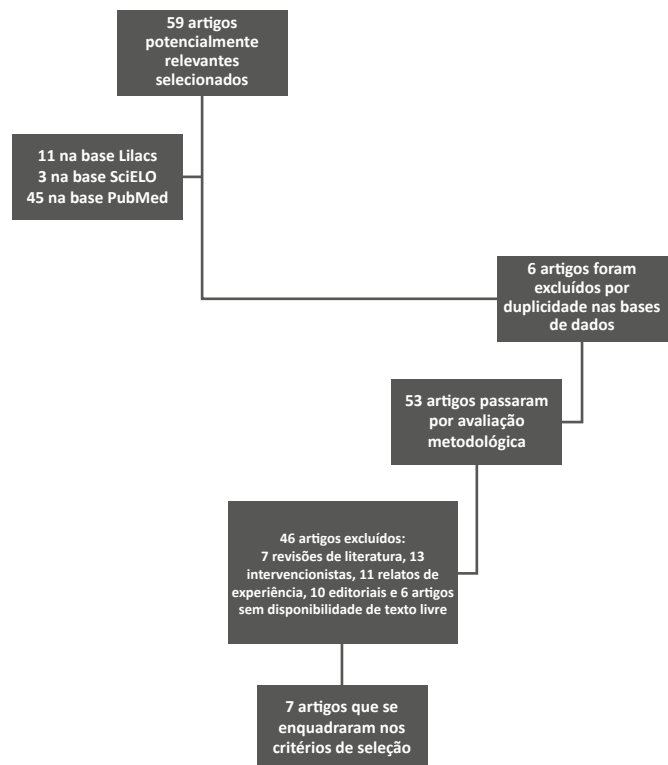 59 artigos
potencialmente
relevantes
selecionados
11 na base Lilacs
3 na base SciELO
45 na base PubMed
6 artigos foram
excluídos por
duplicidade nas bases
de dados
53 artigos passaram
por avaliação
metodológica
46 artigos excluídos:
7 revisões de literatura, 13
intervencionistas, 11 relatos de
experiência, 10 editoriais e 6 artigos
sem disponibilidade de texto livre
7 artigos que se
enquadraram nos
critérios de seleção